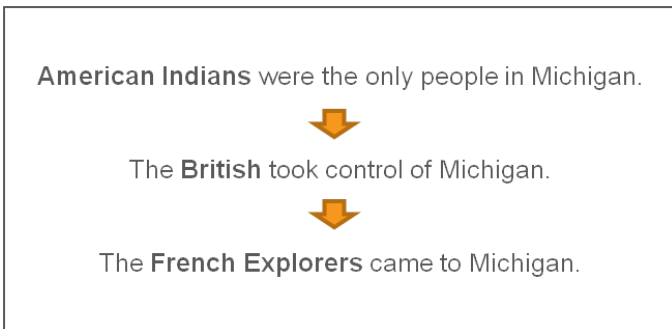 American Indians were the only people in Michigan.
The British took control of Michigan.
The French Explorers came to Michigan.